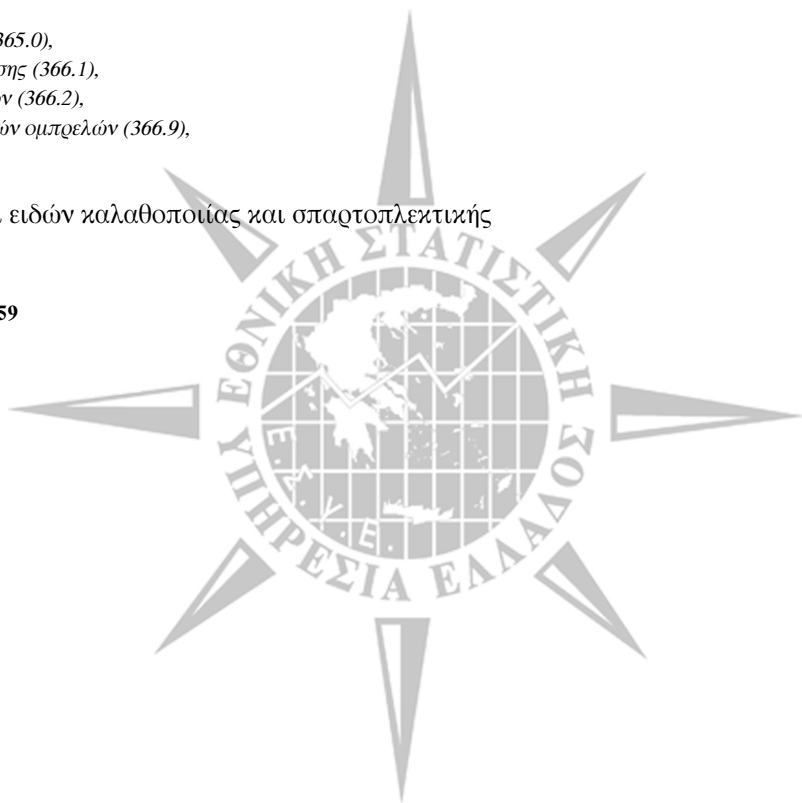 365.0),
σης (366.1),
ν (366.2),
ών ομπρελών (366.9),
ειδών καλαθοποιίας και σπαρτοπλεκτικής
59
ΕΘΝΙΚΗ ΣΤΑΤΙΣΤΙΚΗ
Ε.Σ.Υ.Ε.
ΥΠΗΡΕΣΙΑ ΕΛΛΑΔΟΣ